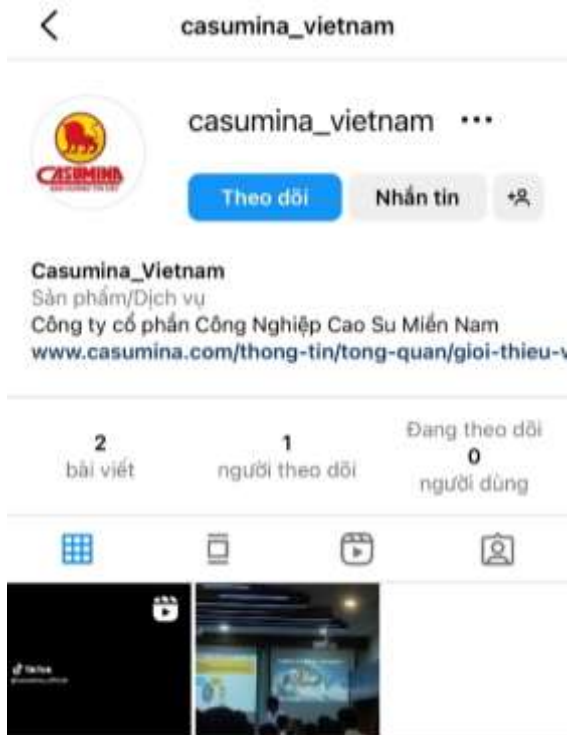 casumina_vietnam
casumina_vietnam
CASUMINA
Theo dõi
Nhắn tin
Casumina_Vietnam
Sản phẩm/Dịch vụ
Công ty cổ phần Công Nghiệp Cao Su Miền Nam
www.casumina.com/thong-tin/tong-quan/gioi-thieu-v
2
bài viết
1
người theo dõi
Đang theo dõi
0
người dùng
TikTok